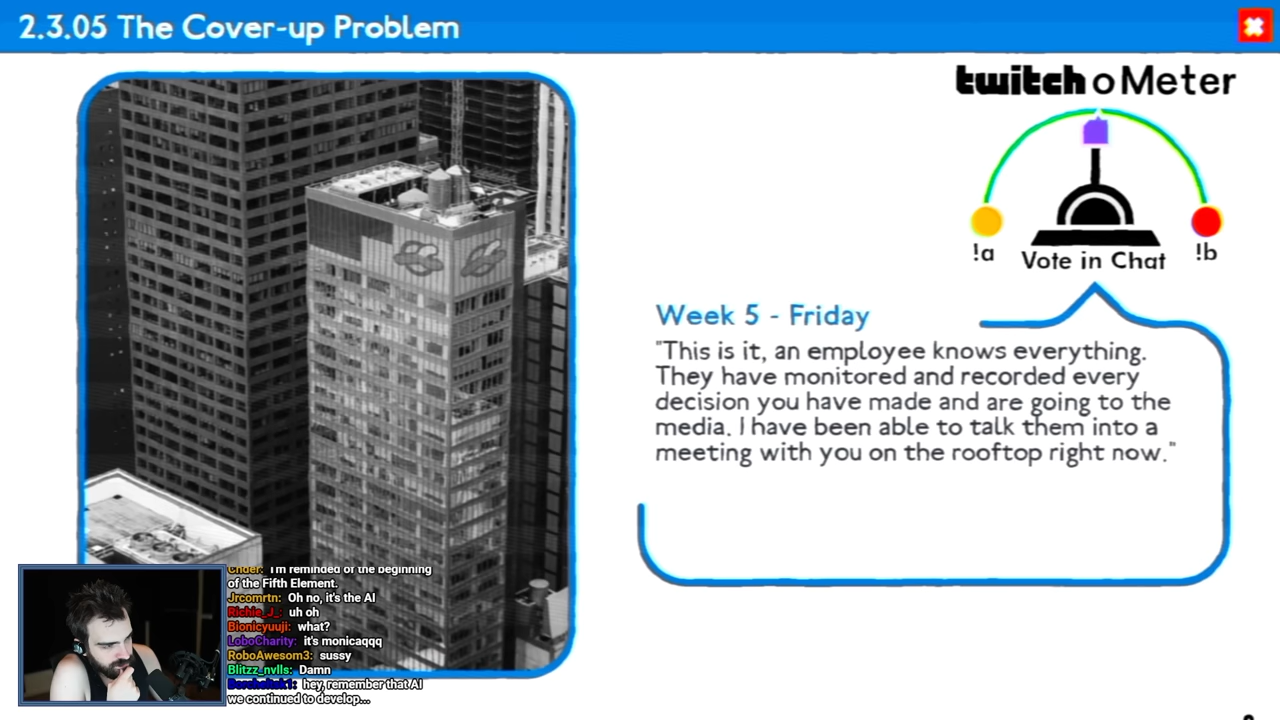 2.3.05 The Cover-up Problem
twitch o Meter
!a
Vote in Chat
!b
Week 5 - Friday
"This is it, an employee knows everything.
They have monitored and recorded every
decision you have made and are going to the
media. I have been able to talk them into a
meeting with you on the rooftop right now."
I'm reminded of the beginning
of the Fifth Element.
Jrcomrtn: Oh no, it's the AI
Richie_J_: uh oh
Bionicyuuji: what?
LoboCharity: it's monicaqqq
RoboAwesom3: sussy
Blitzz_nvlls: Damn
hey, remember that AI
we continued to develop...